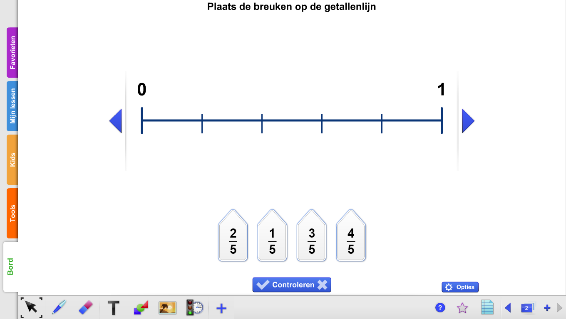 Plaats de breuken op de getallenlijn
Favorieten
Mijn lessen
Kids
Tools
Bord
0 1
2/5 1/5 3/5 4/5
Controleren
Opties
T
?
2